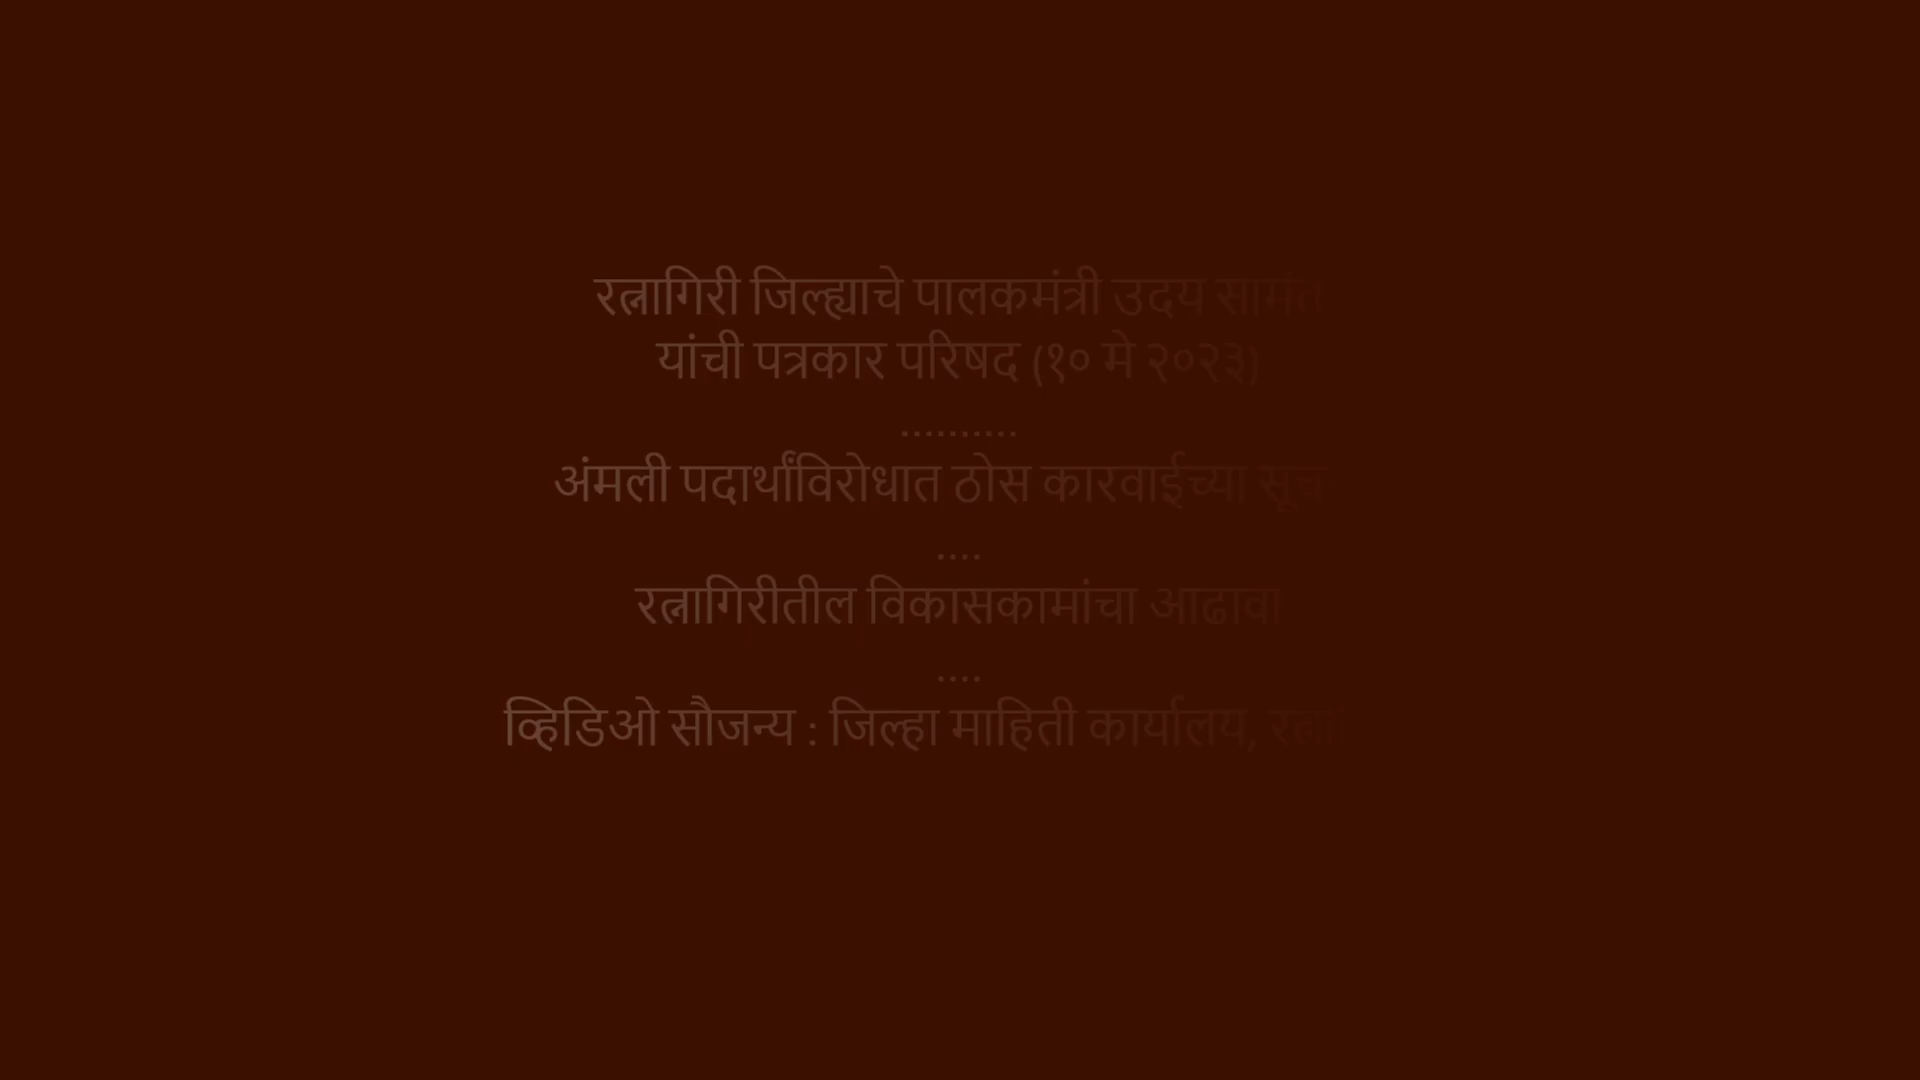 रत्नागिरी जिल्ह्याचे पालकमंत्री उदय सामंत
यांची पत्रकार परिषद (१० मे २०२३)
..........
अंमली पदार्थांविरोधात ठोस कारवाईच्या
....
रत्नागिरीतील विकासकामांचा आढावा
....
व्हिडिओ सौजन्य : जिल्हा माहिती कार्यालय,